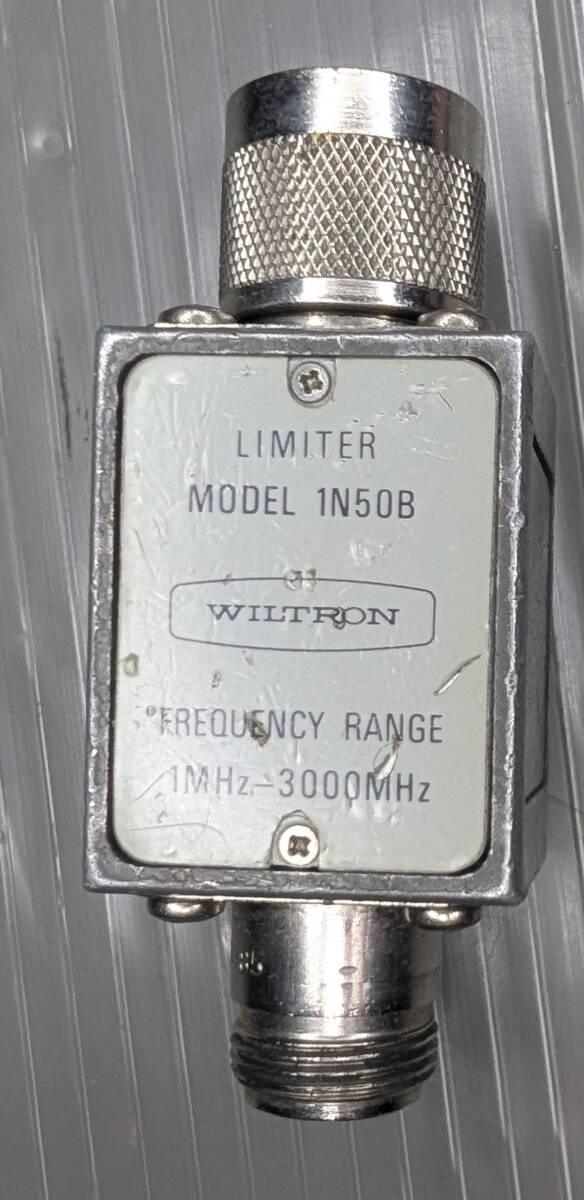 LIMITER
MODEL 1N50B
WILTRON
FREQUENCY RANGE
1MHz-3000MHz